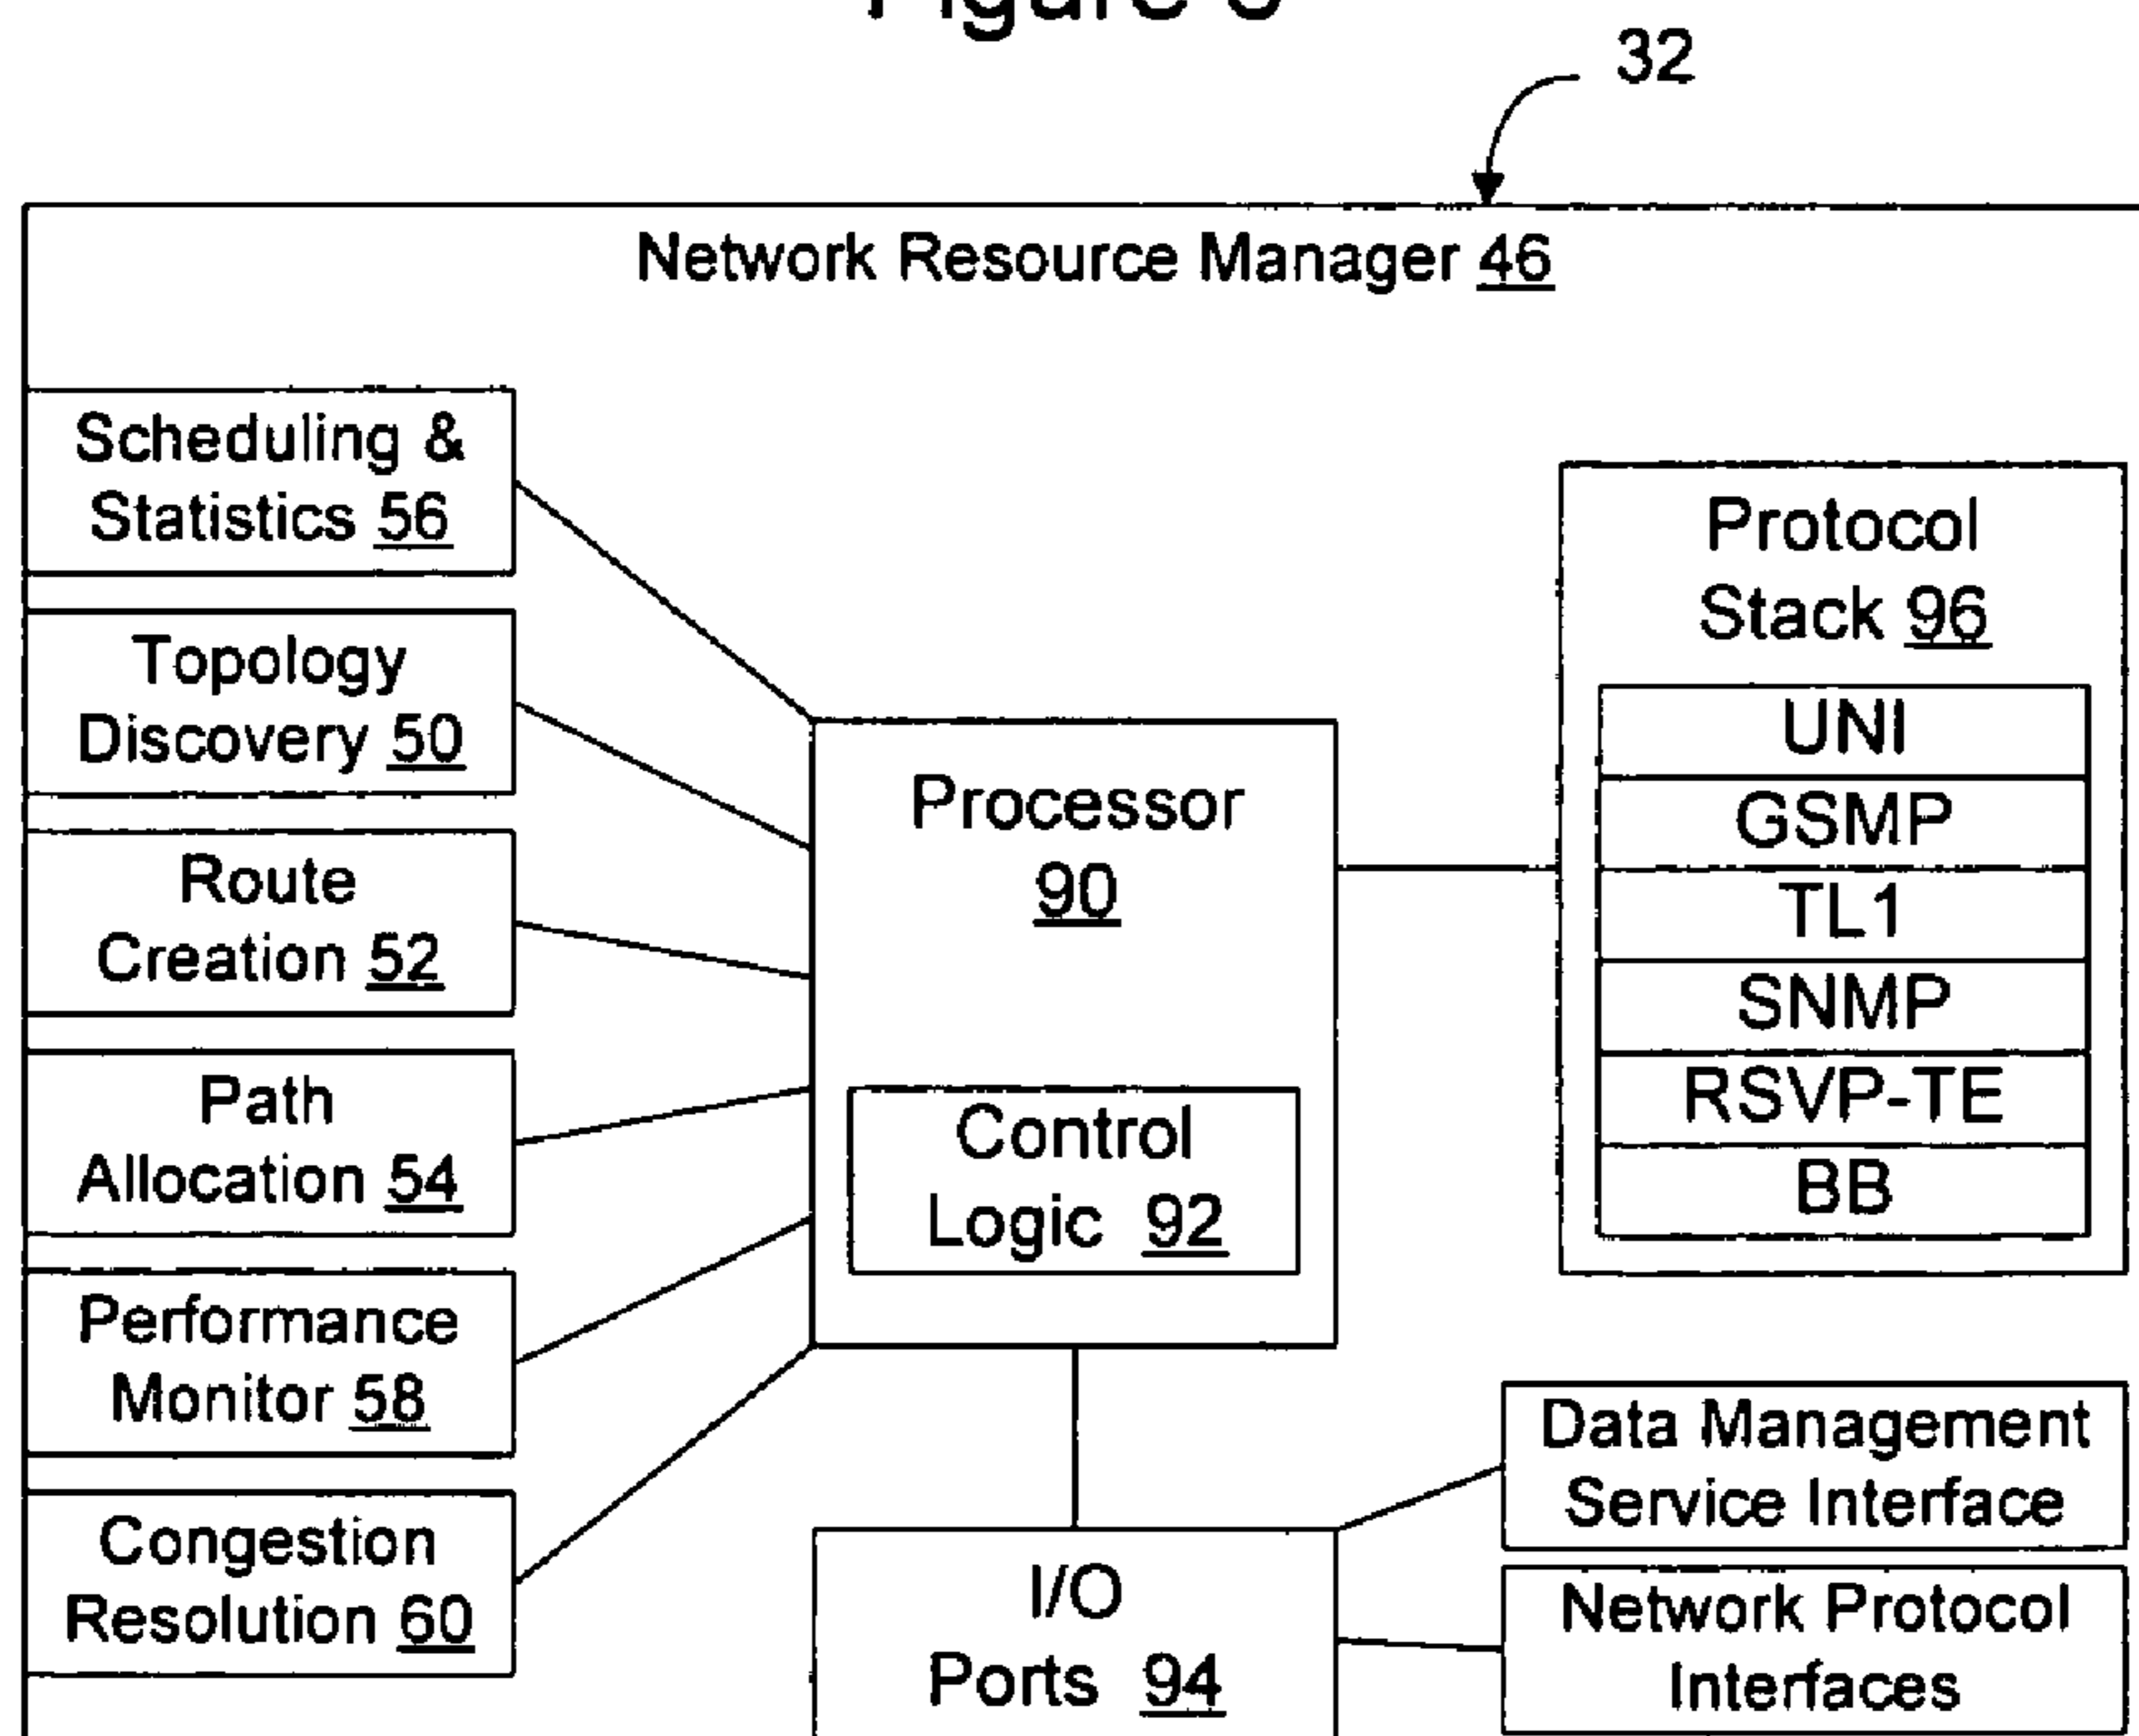 32
Network Resource Manager 46
Scheduling &
Statistics 56
Topology
Discovery 50
Route
Creation 52
Path
Allocation 54
Performance
Monitor 58
Congestion
Resolution 60
Processor
90
Control
Logic 92
I/O
Ports 94
Protocol
Stack 96
UNI
GSMP
TL1
SNMP
RSVP-TE
BB
Data Management
Service Interface
Network Protocol
Interfaces